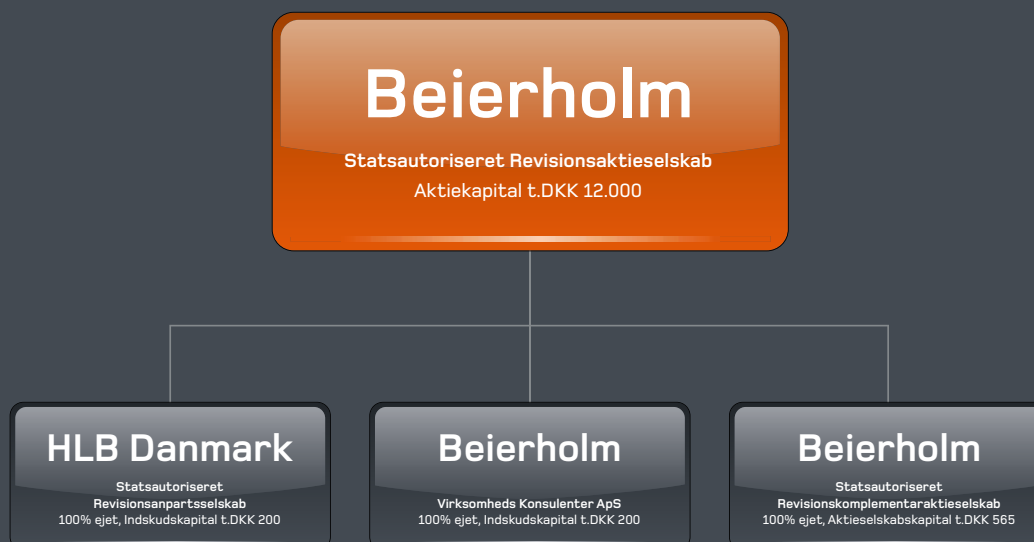 Beierholm
Statsautoriseret Revisionsaktieselskab
Aktiekapital t.DKK 12.000
HLB Danmark
Statsautoriseret
Revisionsanpartsselskab
100% ejet, Indskudskapital t.DKK 200
Beierholm
Virksomheds Konsulenter ApS
100% ejet, Indskudskapital t.DKK 200
Beierholm
Statsautoriseret
Revisionskomplementaraktieselskab
100% ejet, Aktieselskabskapital t.DKK 565